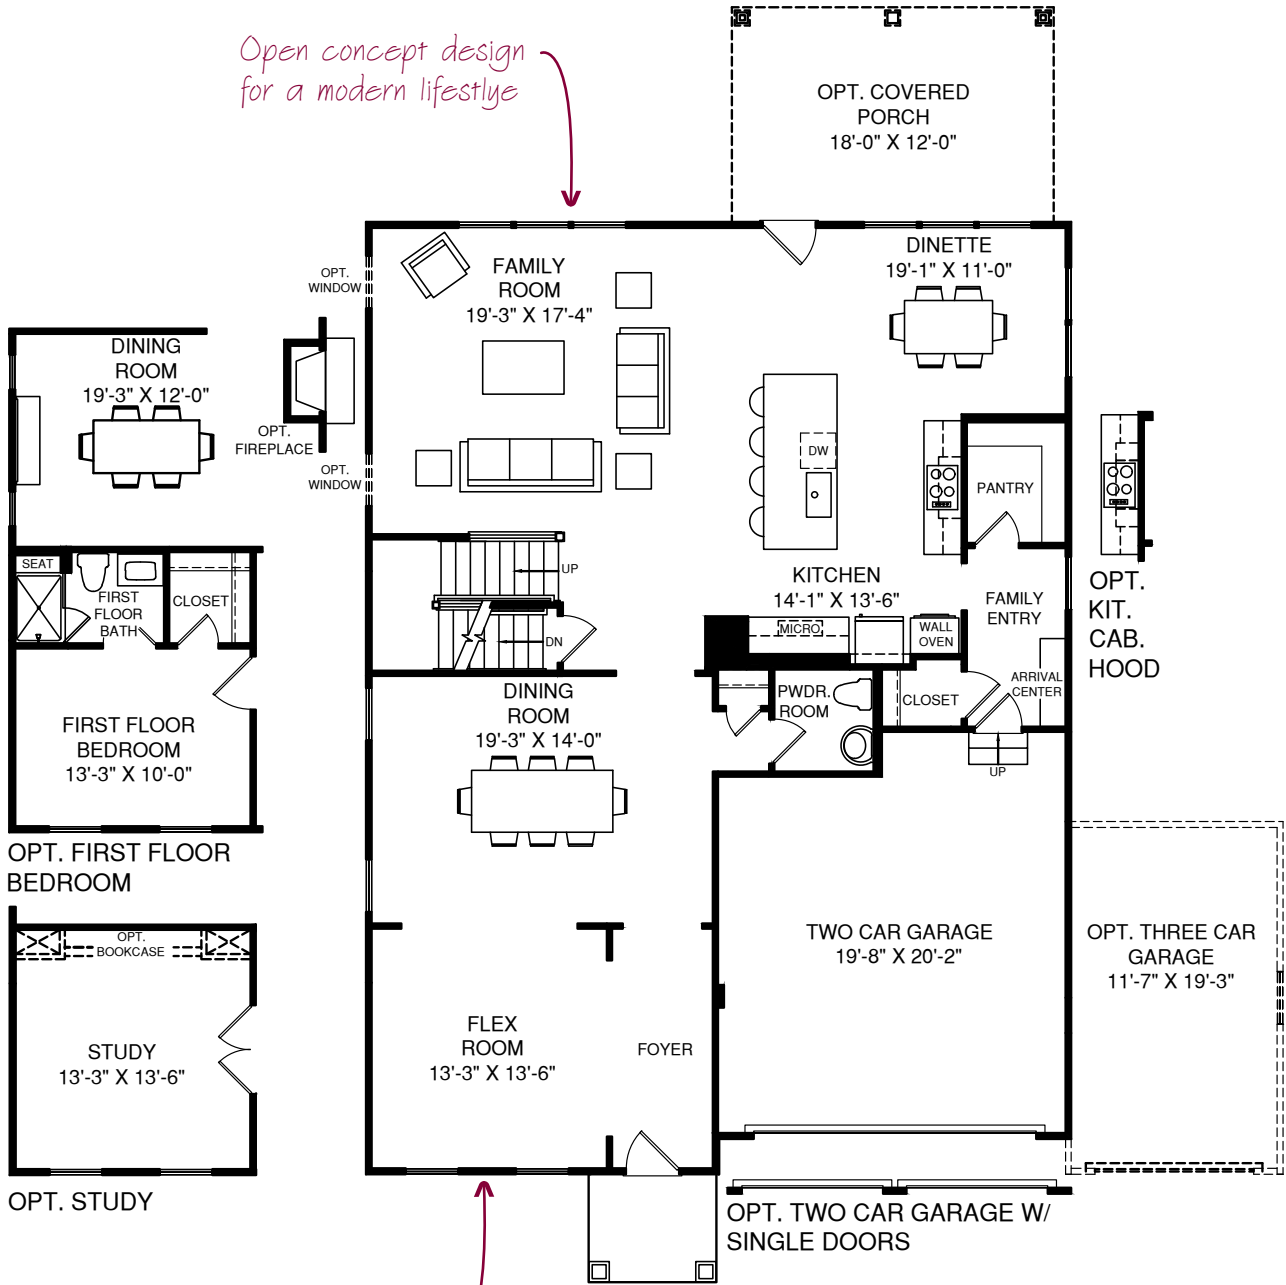 Open concept design
for a modern lifestlye
OPT. COVERED
PORCH
18'-0" X 12'-0"
OPT.
WINDOW
FAMILY
ROOM
19'-3" X 17'-4"
DINETTE
19'-1" X 11'-0"
DINING
ROOM
19'-3" X 12'-0"
OPT.
FIREPLACE
OPT.
WINDOW
DW
PANTRY
SEAT
FIRST
FLOOR
BATH
CLOSET
UP
DN
KITCHEN
14'-1" X 13'-6"
MICRO
WALL
OVEN
FAMILY
ENTRY
OPT.
KIT.
CAB.
HOOD
FIRST FLOOR
BEDROOM
13'-3" X 10'-0"
OPT. FIRST FLOOR
BEDROOM
DINING
ROOM
19'-3" X 14'-0"
PWDR.
ROOM
CLOSET
ARRIVAL
CENTER
UP
OPT.
BOOKCASE
STUDY
13'-3" X 13'-6"
OPT. STUDY
FLEX
ROOM
13'-3" X 13'-6"
FOYER
TWO CAR GARAGE
19'-8" X 20'-2"
OPT. THREE CAR
GARAGE
11'-7" X 19'-3"
OPT. TWO CAR GARAGE W/
SINGLE DOORS